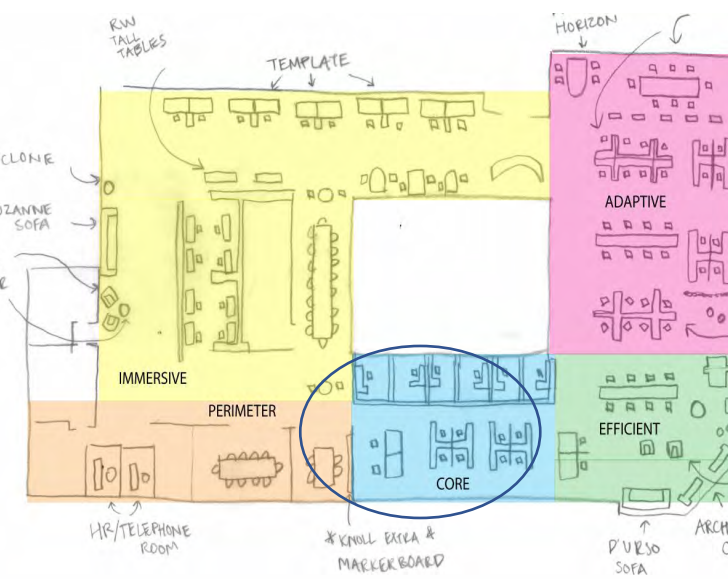 HORIZON
RW
TALL
TABLES
TEMPLATE
CLONE
SOFA
ADAPTIVE
IMMERSIVE
PERIMETER
EFFICIENT
CORE
HR/TELEPHONE
ROOM
* KNOLL EXTRA *
MARKERBOARD
D'URSO
SOFA